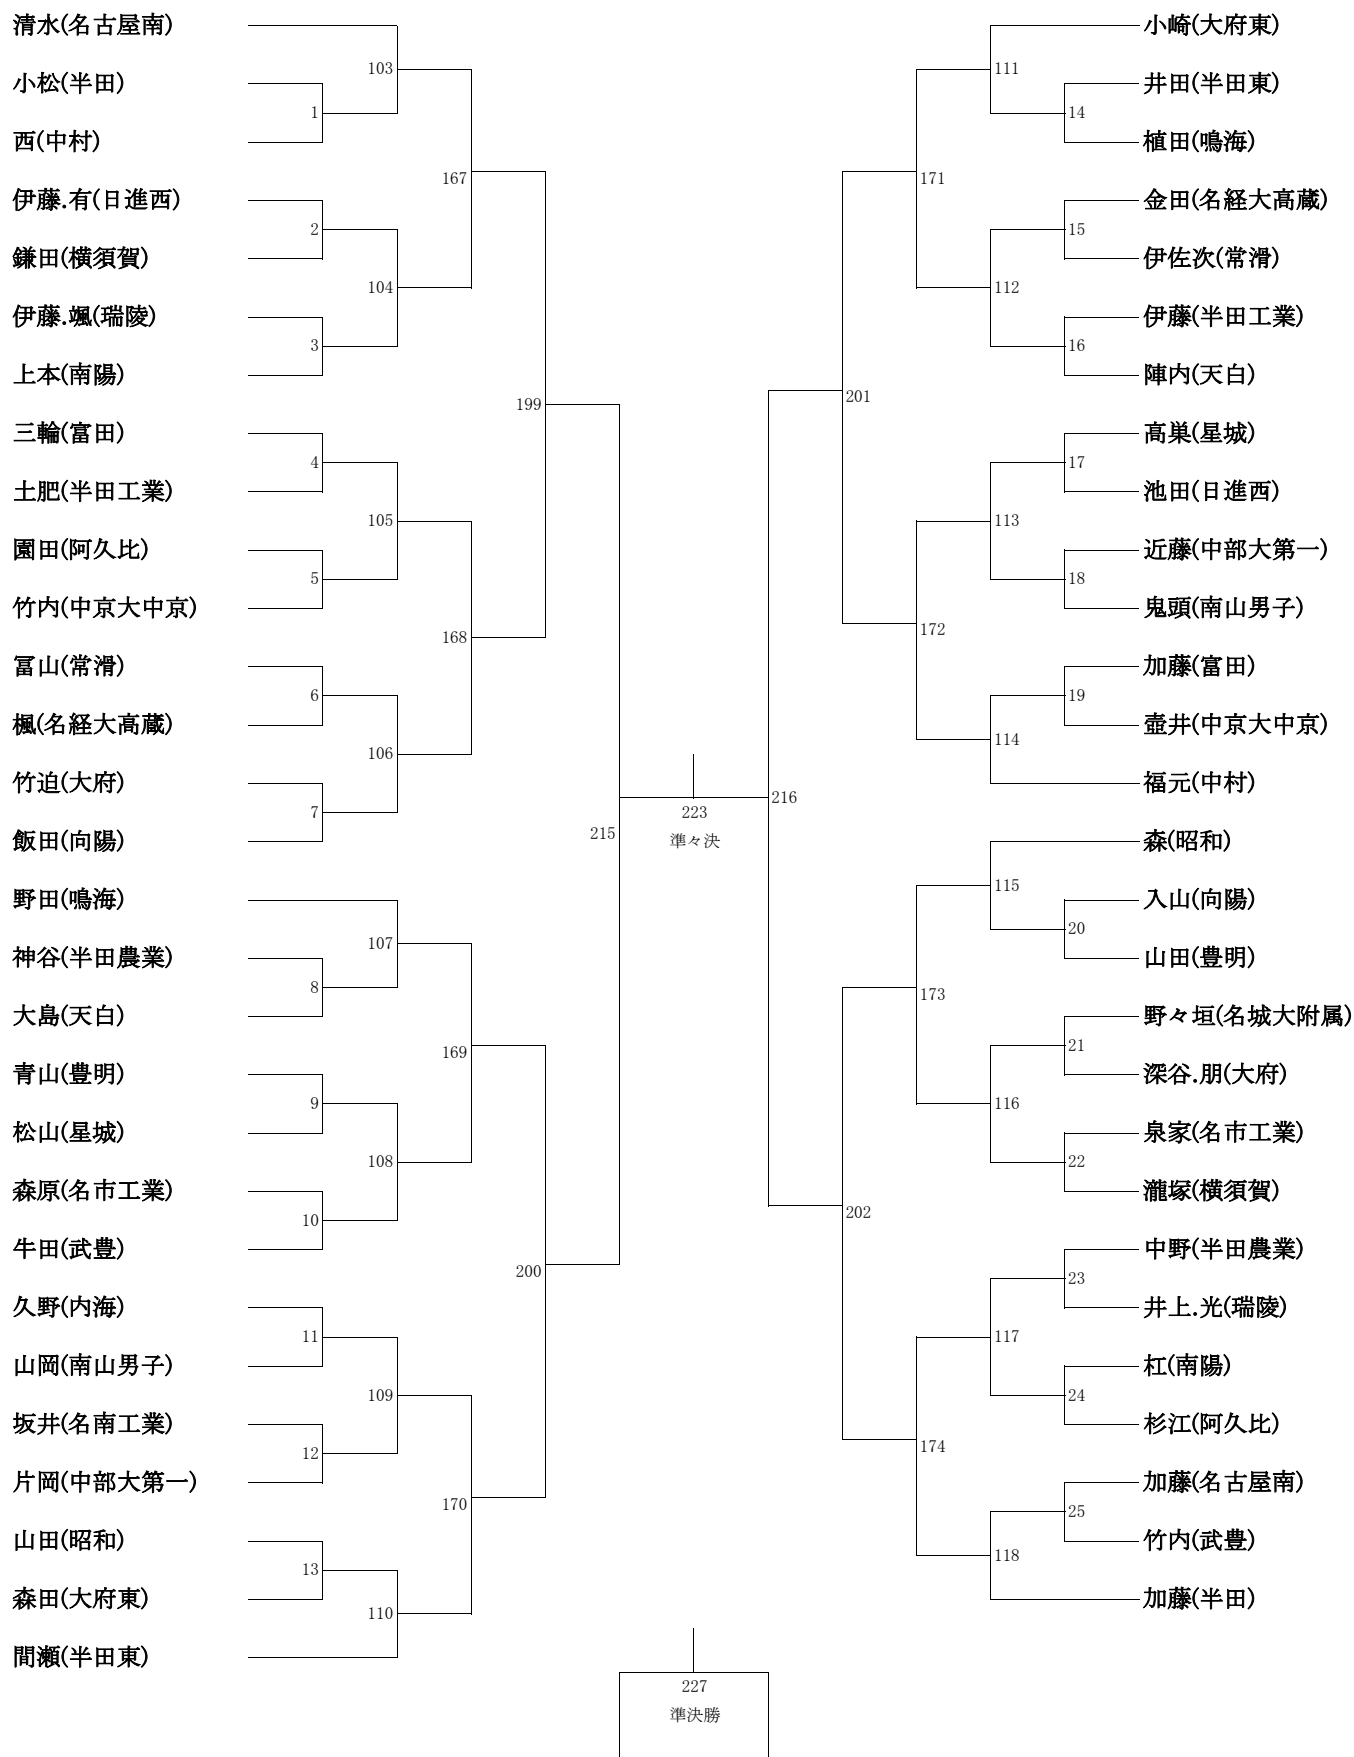 清水(名古屋南)
小松(半田)
西(中村)
伊藤.有(日進西)
鎌田(横須賀)
伊藤.颯(瑞陵)
上本(南陽)
三輪(富田)
土肥(半田工業)
園田(阿久比)
竹内(中京大中京)
冨山(常滑)
楓(名経大高蔵)
竹迫(大府)
飯田(向陽)
野田(鳴海)
神谷(半田農業)
大島(天白)
青山(豊明)
松山(星城)
森原(名市工業)
牛田(武豊)
久野(内海)
山岡(南山男子)
坂井(名南工業)
片岡(中部大第一)
山田(昭和)
森田(大府東)
間瀬(半田東)
1
2
3
4
5
6
7
8
9
10
11
12
13
103
104
105
106
107
108
109
110
167
168
169
170
199
200
215
223
準々決
227
準決勝
216
201
202
171
172
173
174
111
112
113
114
115
116
117
118
14
15
16
17
18
19
20
21
22
23
24
25
小崎(大府東)
井田(半田東)
植田(鳴海)
金田(名経大高蔵)
伊佐次(常滑)
伊藤(半田工業)
陣内(天白)
高巣(星城)
池田(日進西)
近藤(中部大第一)
鬼頭(南山男子)
加藤(富田)
壺井(中京大中京)
福元(中村)
森(昭和)
入山(向陽)
山田(豊明)
野々垣(名城大附属)
深谷.朋(大府)
泉家(名市工業)
瀧塚(横須賀)
中野(半田農業)
井上.光(瑞陵)
杠(南陽)
杉江(阿久比)
加藤(名古屋南)
竹内(武豊)
加藤(半田)